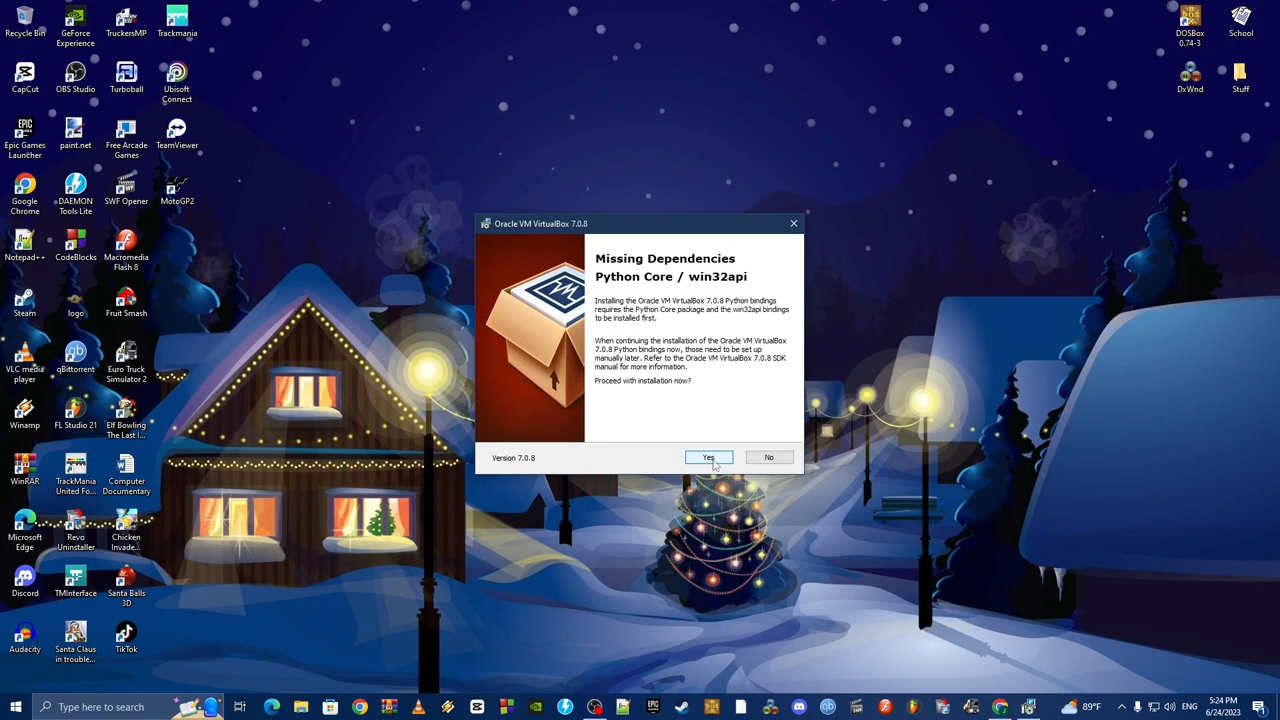 Recycle Bin
GeForce
Experience
TruckersMP
Trackmania
CapCut
OBS Studio
Turboball
Ubisoft
Connect
EPIC
GAMES
Epic Games
Launcher
paint.net
Free Arcade
Games
TeamViewer
Google
Chrome
DAEMON
Tools Lite
SWF Opener
MotoGP2
Notepad++
CodeBlocks
Macromedia
Flash 8
Steam
logo
Fruit Smash
VLC media
player
qBittorrent
Euro Truck
Simulator 2
Winamp
FL Studio 21
Elf Bowling
The Last I...
WinRAR
TrackMania
United Fo...
Computer
Documentary
Microsoft
Edge
Revo
Uninstaller
Chicken
Invade...
Discord
TMInterface
Santa Balls
3D
Audacity
Santa Claus
in trouble...
TikTok
DOSBox
0.74-3
School
DxWnd
Stuff
Oracle VM VirtualBox 7.0.8
Missing Dependencies
Python Core / win32api
Installing the Oracle VM VirtualBox 7.0.8 Python bindings
requires the Python Core package and the win32api bindings
to be installed first.
When continuing the installation of the Oracle VM VirtualBox
7.0.8 Python bindings now, those need to be set up
manually later. Refer to the Oracle VM VirtualBox 7.0.8 SDK
manual for more information.
Proceed with installation now?
Version 7.0.8
Yes
No
Type here to search
89°F
ENG
5:24 PM
6/24/2023